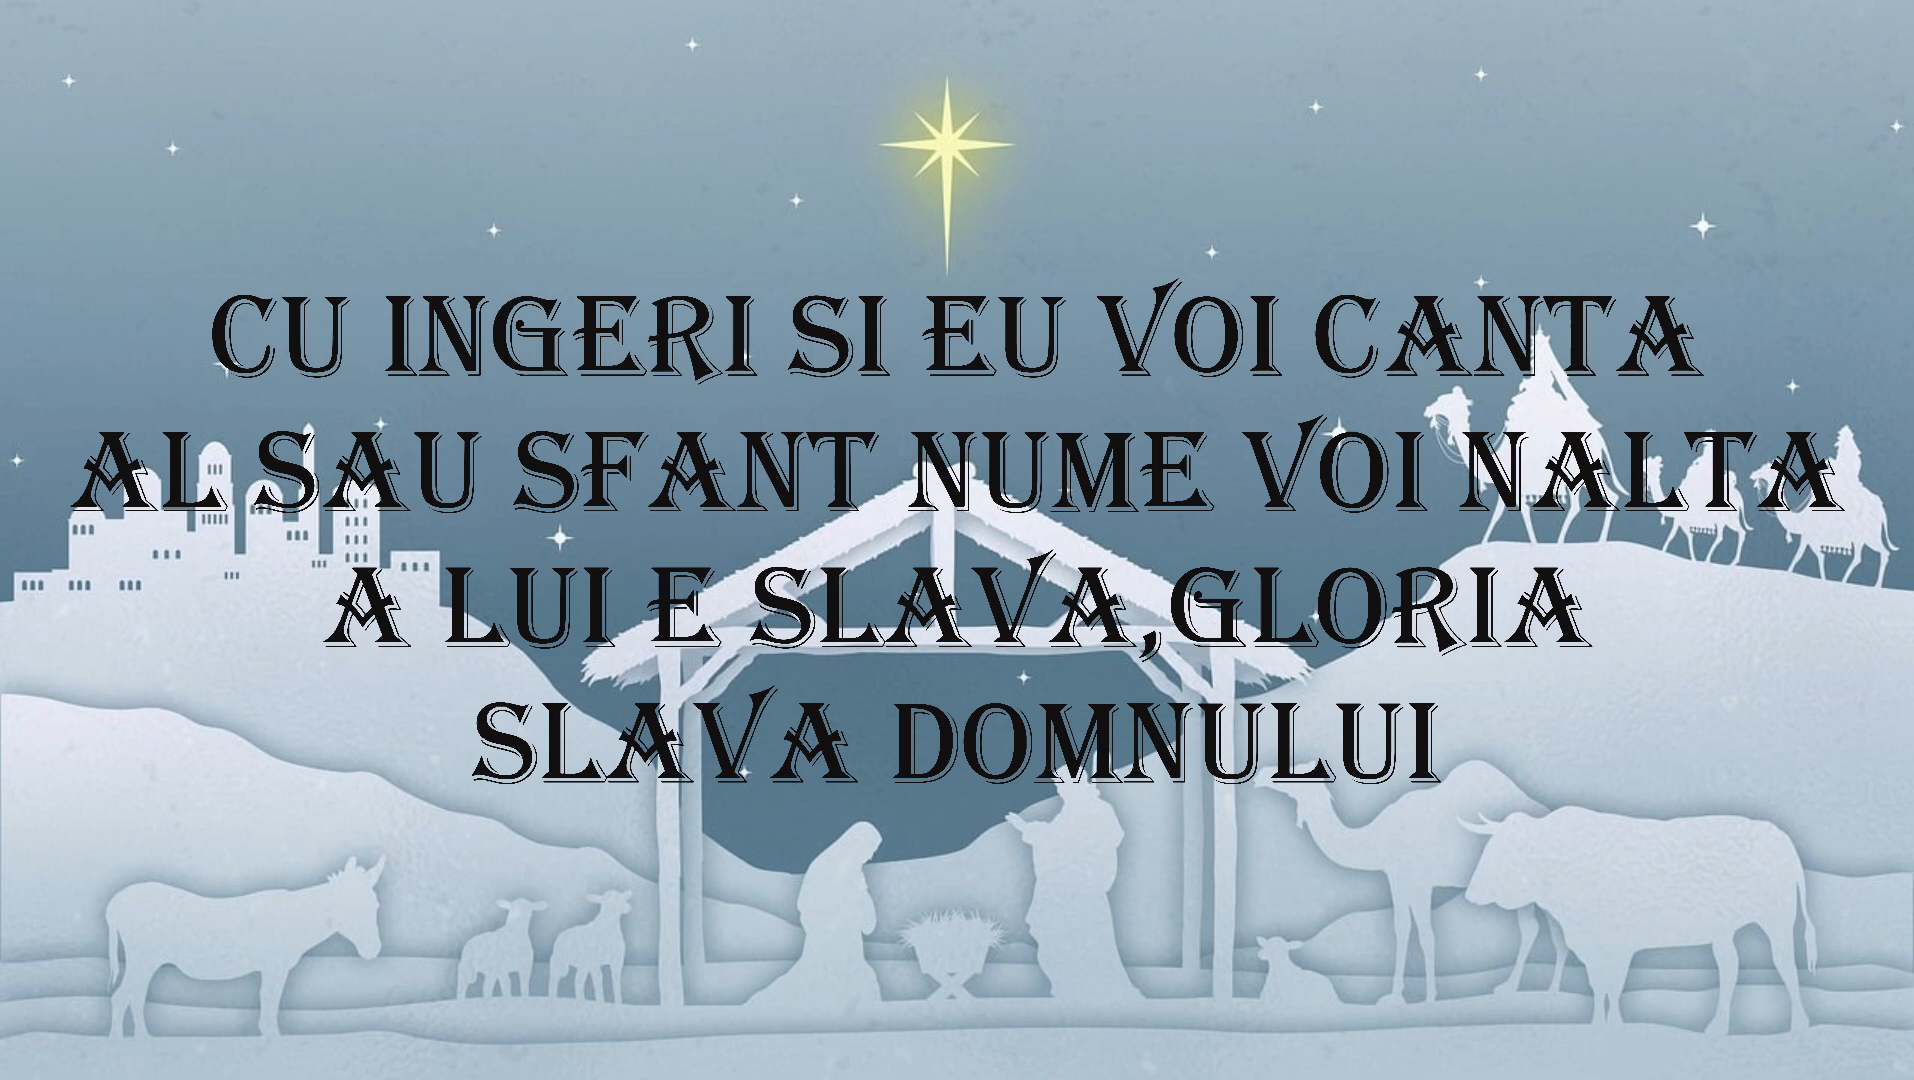 CU INGERI SI EU VOI CANTA
AL SAU SFANT NUME VOI NALTA
A LUI E SLAVA,GLORIA
SLAVA DOMNULUI